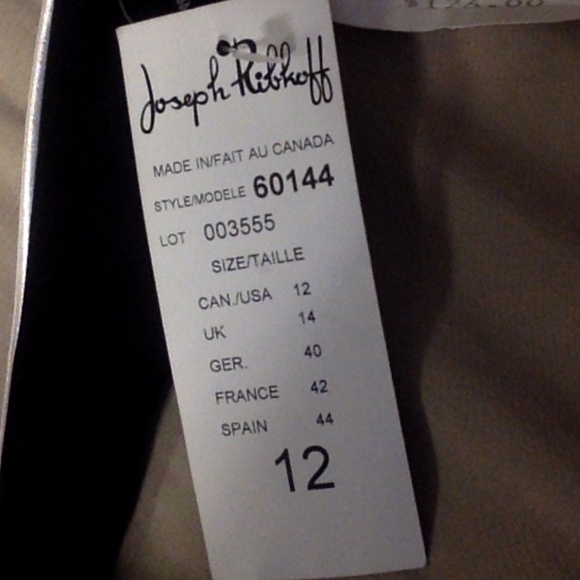 Joseph Ribkoff
MADE IN/FAIT AU CANADA
STYLE/MODELE 60144
LOT 003555
SIZE/TAILLE
CAN./USA 12
UK 14
GER. 40
FRANCE 42
SPAIN 44
12